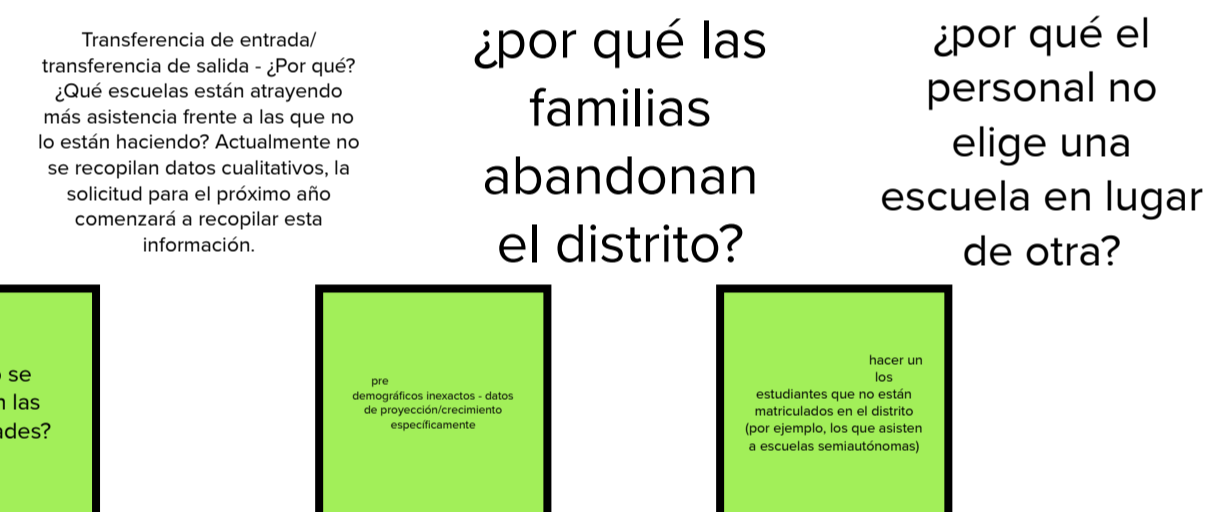 Transferencia de entrada/
transferencia de salida - ¿Por qué?
¿Qué escuelas están atrayendo
más asistencia frente a las que no
lo están haciendo? Actualmente no
se recopilan datos cualitativos, la
solicitud para el próximo año
comenzará a recopilar esta
información.
¿por qué las
familias
abandonan
el distrito?
¿por qué el
personal no
elige una
escuela en lugar
de otra?
se
las
pre
demográficos inexactos - datos
de proyección/crecimiento
específicamente
hacer un
los
estudiantes que no están
matriculados en el distrito
(por ejemplo, los que asisten
a escuelas semiautónomas)